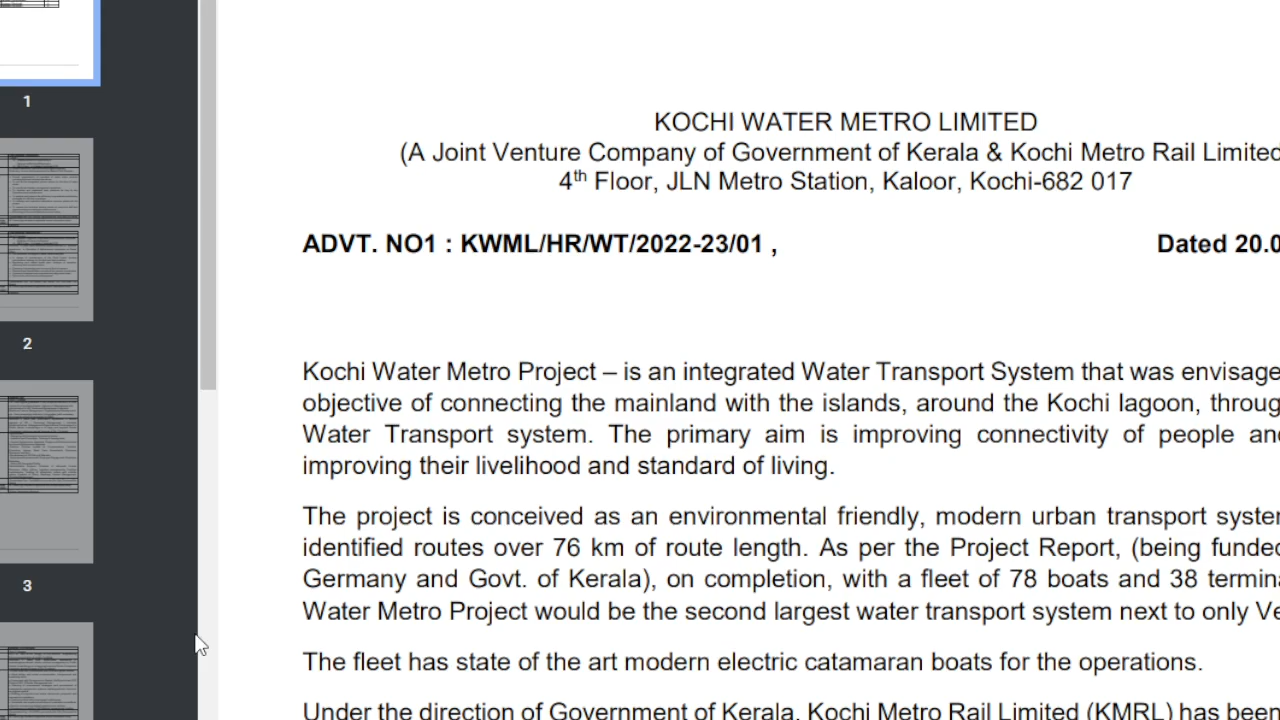 KOCHI WATER METRO LIMITED
(A Joint Venture Company of Government of Kerala & Kochi Metro Rail Limited
4th Floor, JLN Metro Station, Kaloor, Kochi-682 017
ADVT. NO1 : KWML/HR/WT/2022-23/01 , Dated 20.0
Kochi Water Metro Project – is an integrated Water Transport System that was envisage
objective of connecting the mainland with the islands, around the Kochi lagoon, throug
Water Transport system. The primary aim is improving connectivity of people and
improving their livelihood and standard of living.
The project is conceived as an environmental friendly, modern urban transport system
identified routes over 76 km of route length. As per the Project Report, (being funded
Germany and Govt. of Kerala), on completion, with a fleet of 78 boats and 38 termina
Water Metro Project would be the second largest water transport system next to only Ve
The fleet has state of the art modern electric catamaran boats for the operations.
Under the direction of Government of Kerala, Kochi Metro Rail Limited (KMRL) has been
1
2
3